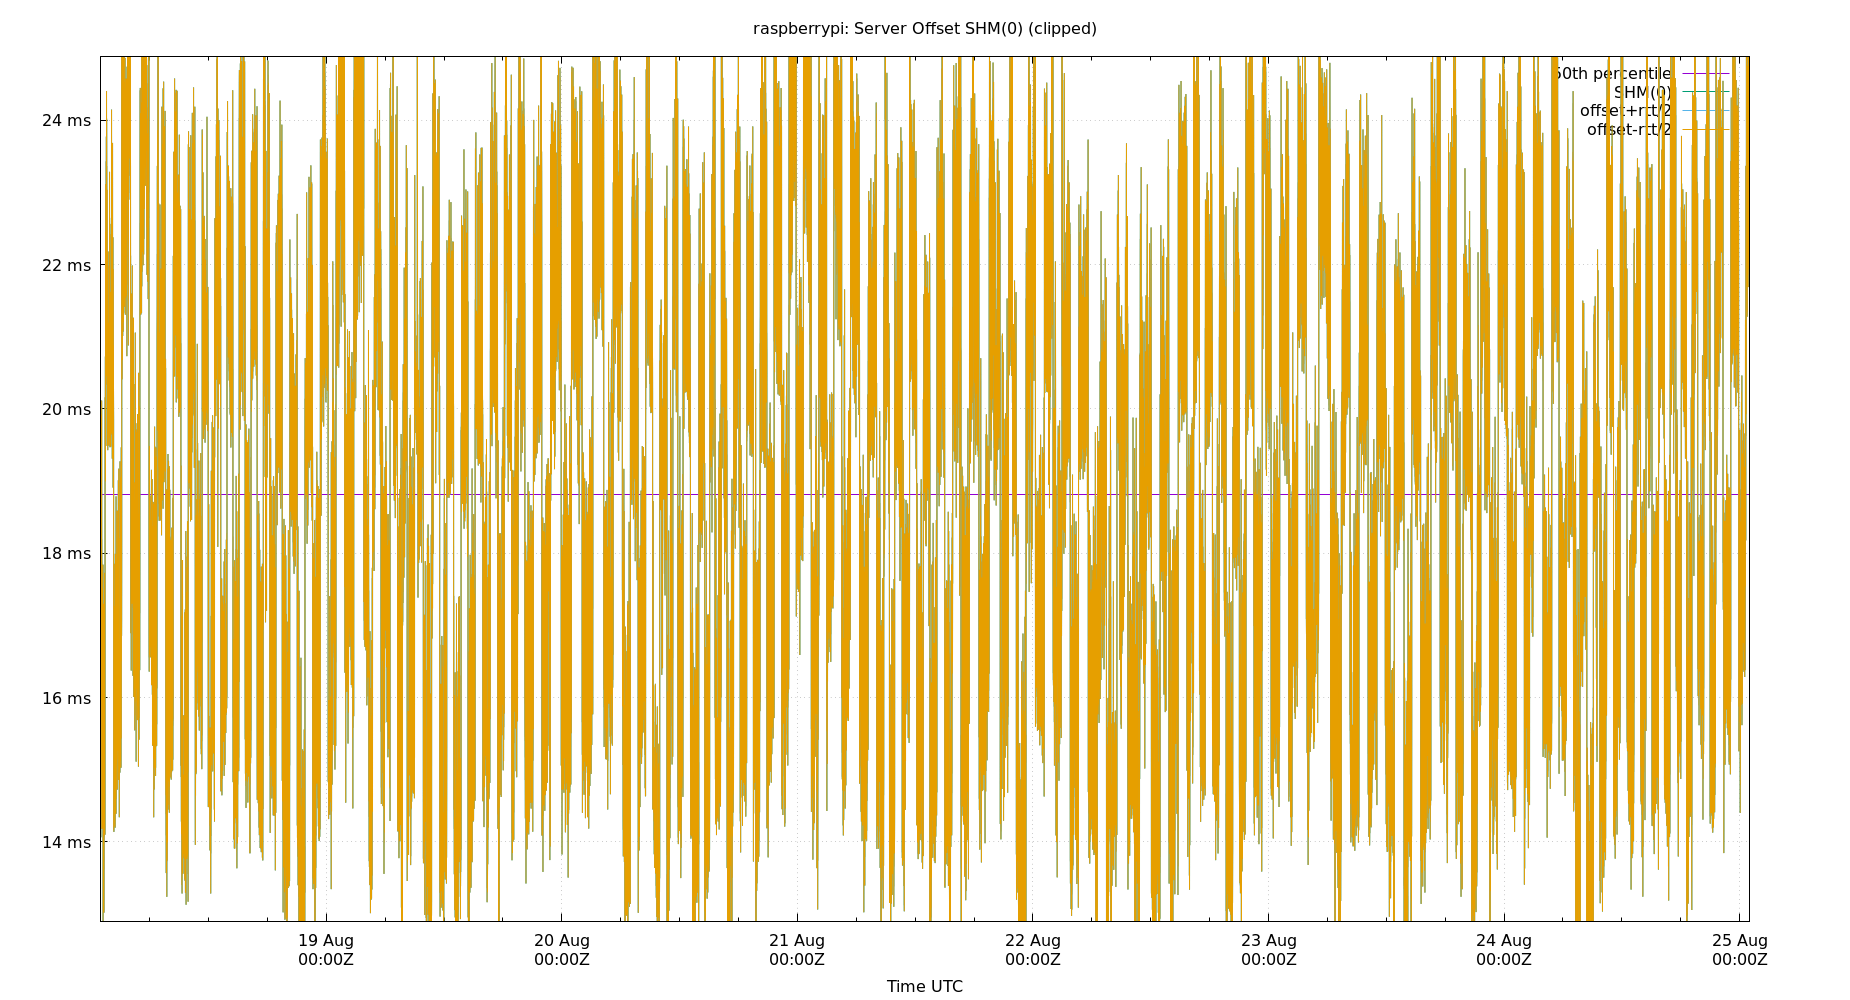 raspberrypi: Server Offset SHM(0) (clipped)
50th percentile
SHM(0)
offset+rtt/2
offset-rtt/2
24 ms
22 ms
20 ms
18 ms
16 ms
14 ms
19 Aug
00:00Z
20 Aug
00:00Z
21 Aug
00:00Z
22 Aug
00:00Z
23 Aug
00:00Z
24 Aug
00:00Z
25 Aug
00:00Z
Time UTC